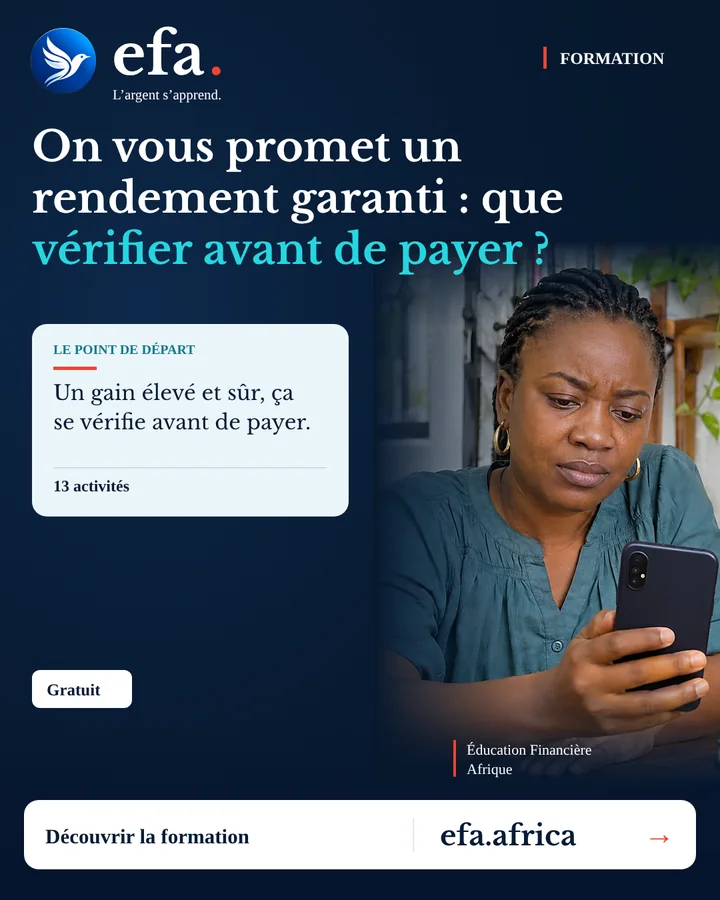 efa.
L’argent s’apprend.
FORMATION
On vous promet un
rendement garanti : que
vérifier avant de payer ?
LE POINT DE DÉPART
Un gain élevé et sûr, ça
se vérifie avant de payer.
13 activités
Gratuit
Éducation Financière
Afrique
Découvrir la formation
efa.africa →